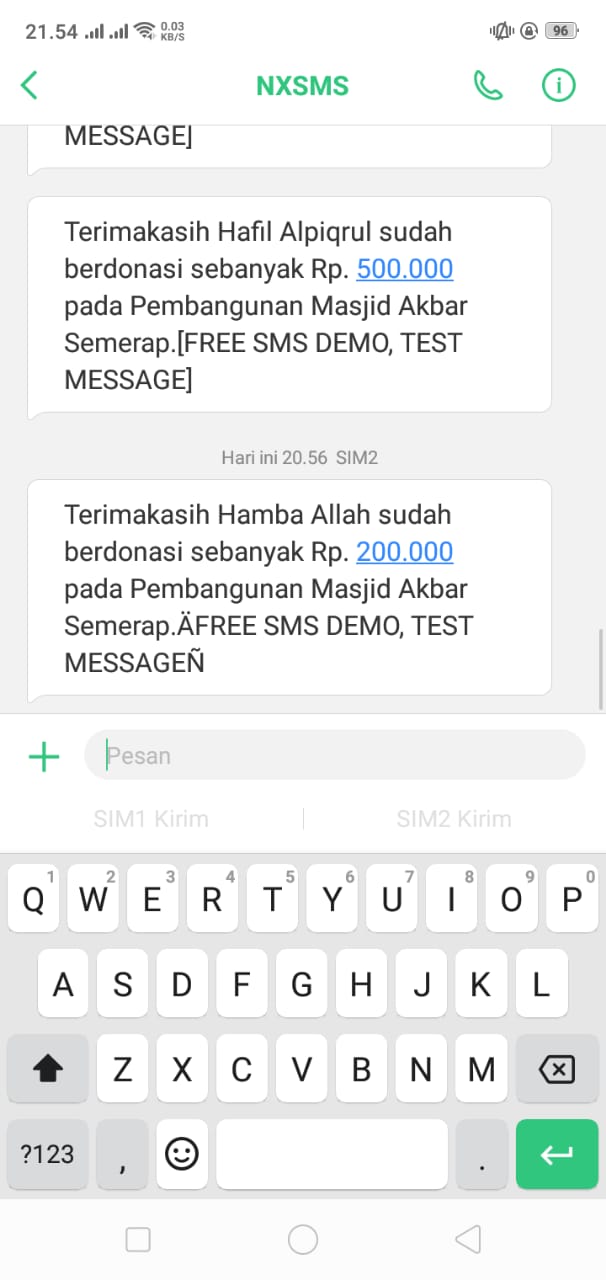 21.54 0.03 KB/S 96
NXSMS
MESSAGE]
Terimakasih Hafil Alpiqrul sudah
berdonasi sebanyak Rp. 500.000
pada Pembangunan Masjid Akbar
Semerap.[FREE SMS DEMO, TEST
MESSAGE]
Hari ini 20.56 SIM2
Terimakasih Hamba Allah sudah
berdonasi sebanyak Rp. 200.000
pada Pembangunan Masjid Akbar
Semerap.ÄFREE SMS DEMO, TEST
MESSAGEÑ
Pesan
SIM1 Kirim SIM2 Kirim
1 2 3 4 5 6 7 8 9 0
Q W E R T Y U I O P
A S D F G H J K L
Z X C V B N M
?123 , .